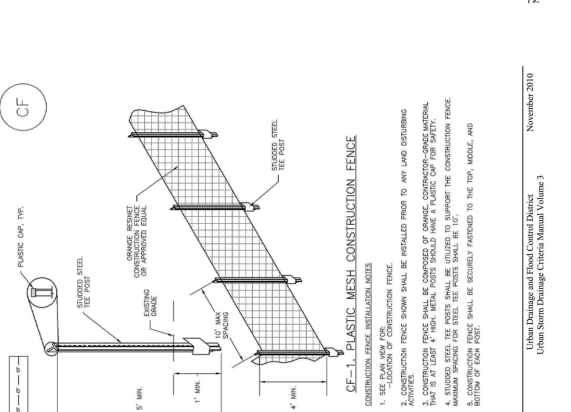 CF
PLASTIC CAP, TYP.
STUDDED STEEL
TEE POST
ORANGE RESINET
CONSTRUCTION FENCE
OR APPROVED EQUAL
EXISTING
GRADE
5' MIN.
1' MIN.
10' MAX
SPACING
4' MIN.
STUDDED STEEL
TEE POST
CF-1. PLASTIC MESH CONSTRUCTION FENCE
CONSTRUCTION FENCE INSTALLATION NOTES
1. SEE PLAN VIEW FOR:
-LOCATION OF CONSTRUCTION FENCE.
2. CONSTRUCTION FENCE SHOWN SHALL BE INSTALLED PRIOR TO ANY LAND DISTURBING
ACTIVITIES.
3. CONSTRUCTION FENCE SHALL BE COMPOSED OF ORANGE, CONTRACTOR-GRADE MATERIAL
THAT IS AT LEAST 4' HIGH. METAL POSTS SHOULD HAVE A PLASTIC CAP FOR SAFETY.
4. STUDDED STEEL TEE POSTS SHALL BE UTILIZED TO SUPPORT THE CONSTRUCTION FENCE.
MAXIMUM SPACING FOR STEEL TEE POSTS SHALL BE 10'.
5. CONSTRUCTION FENCE SHALL BE SECURELY FASTENED TO THE TOP, MIDDLE, AND
BOTTOM OF EACH POST.
Urban Drainage and Flood Control District November 2010
Urban Storm Drainage Criteria Manual Volume 3